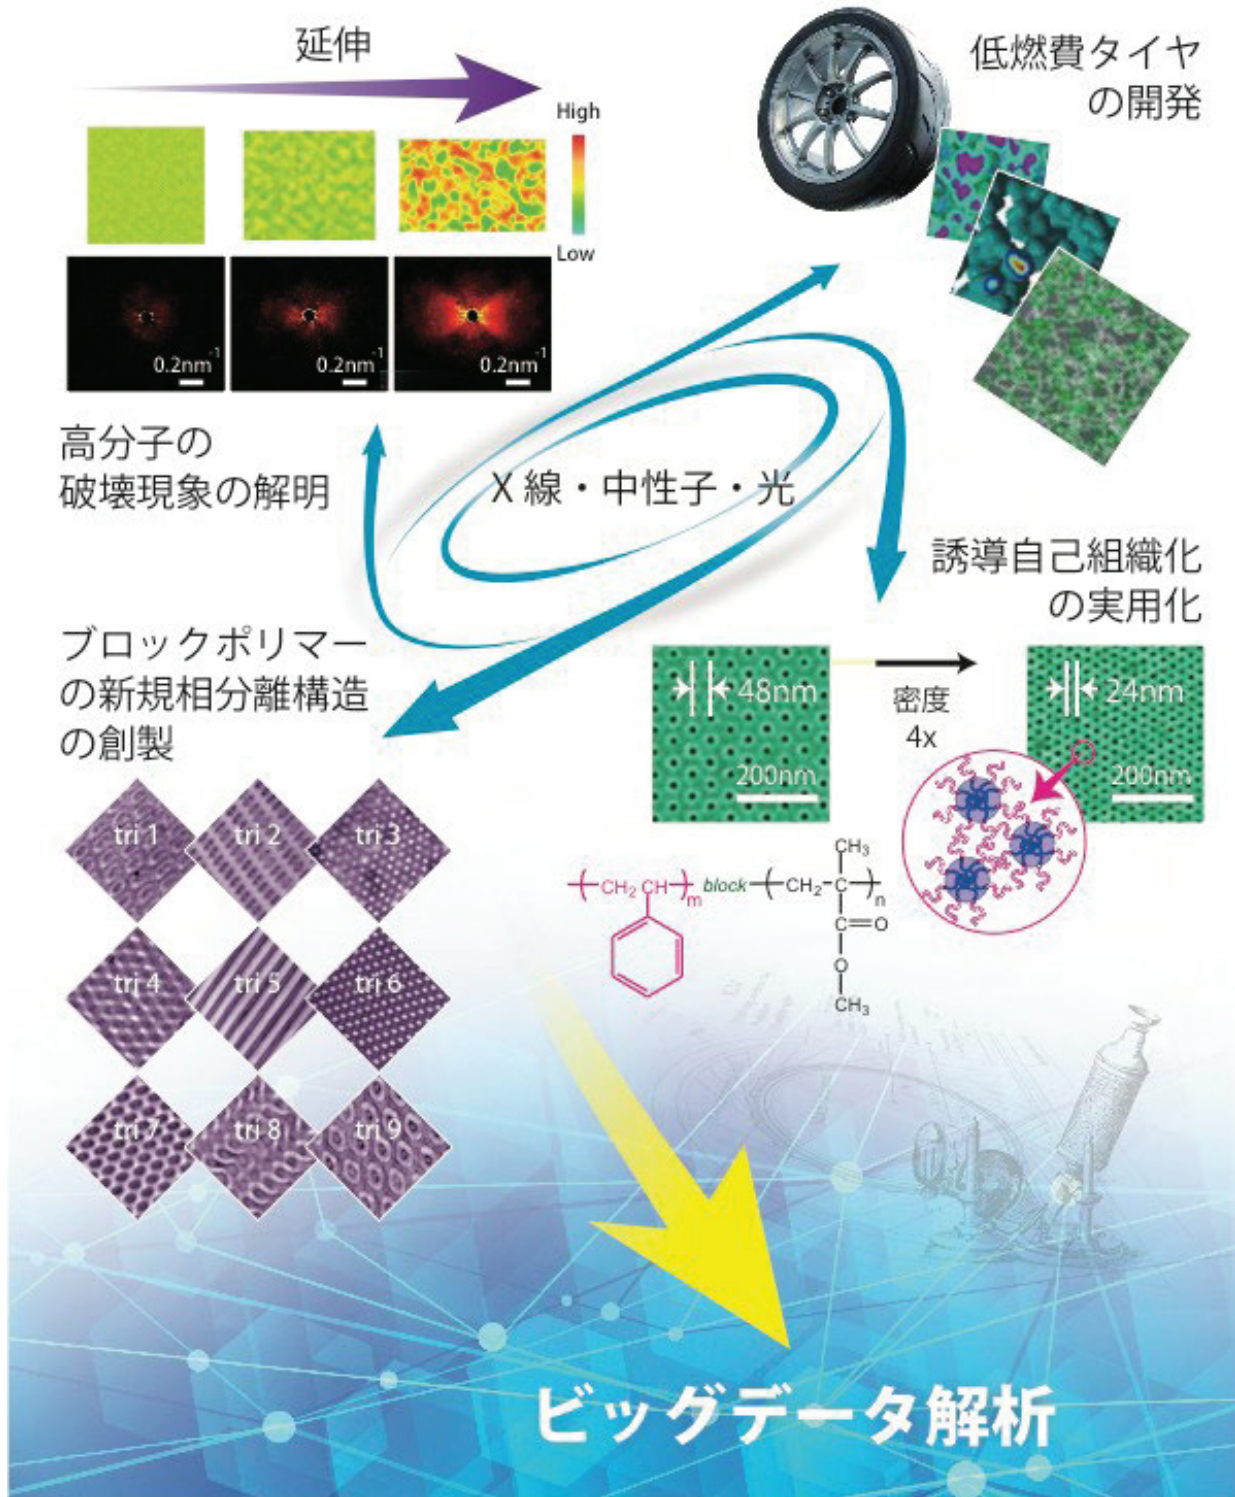 延伸
High
Low
0.2nm⁻¹
0.2nm⁻¹
0.2nm⁻¹
高分子の
破壊現象の解明
低燃費タイヤ
の開発
X 線・中性子・光
誘導自己組織化
の実用化
48nm
200nm
密度
4x
24nm
200nm
ブロックポリマー
の新規相分離構造
の創製
tri 1
tri 2
tri 3
tri 4
tri 5
tri 6
tri 7
tri 8
tri 9
CH₂ CH
m
block
CH₂
C
n
CH₃
C=O
O
CH₃
ビッグデータ解析